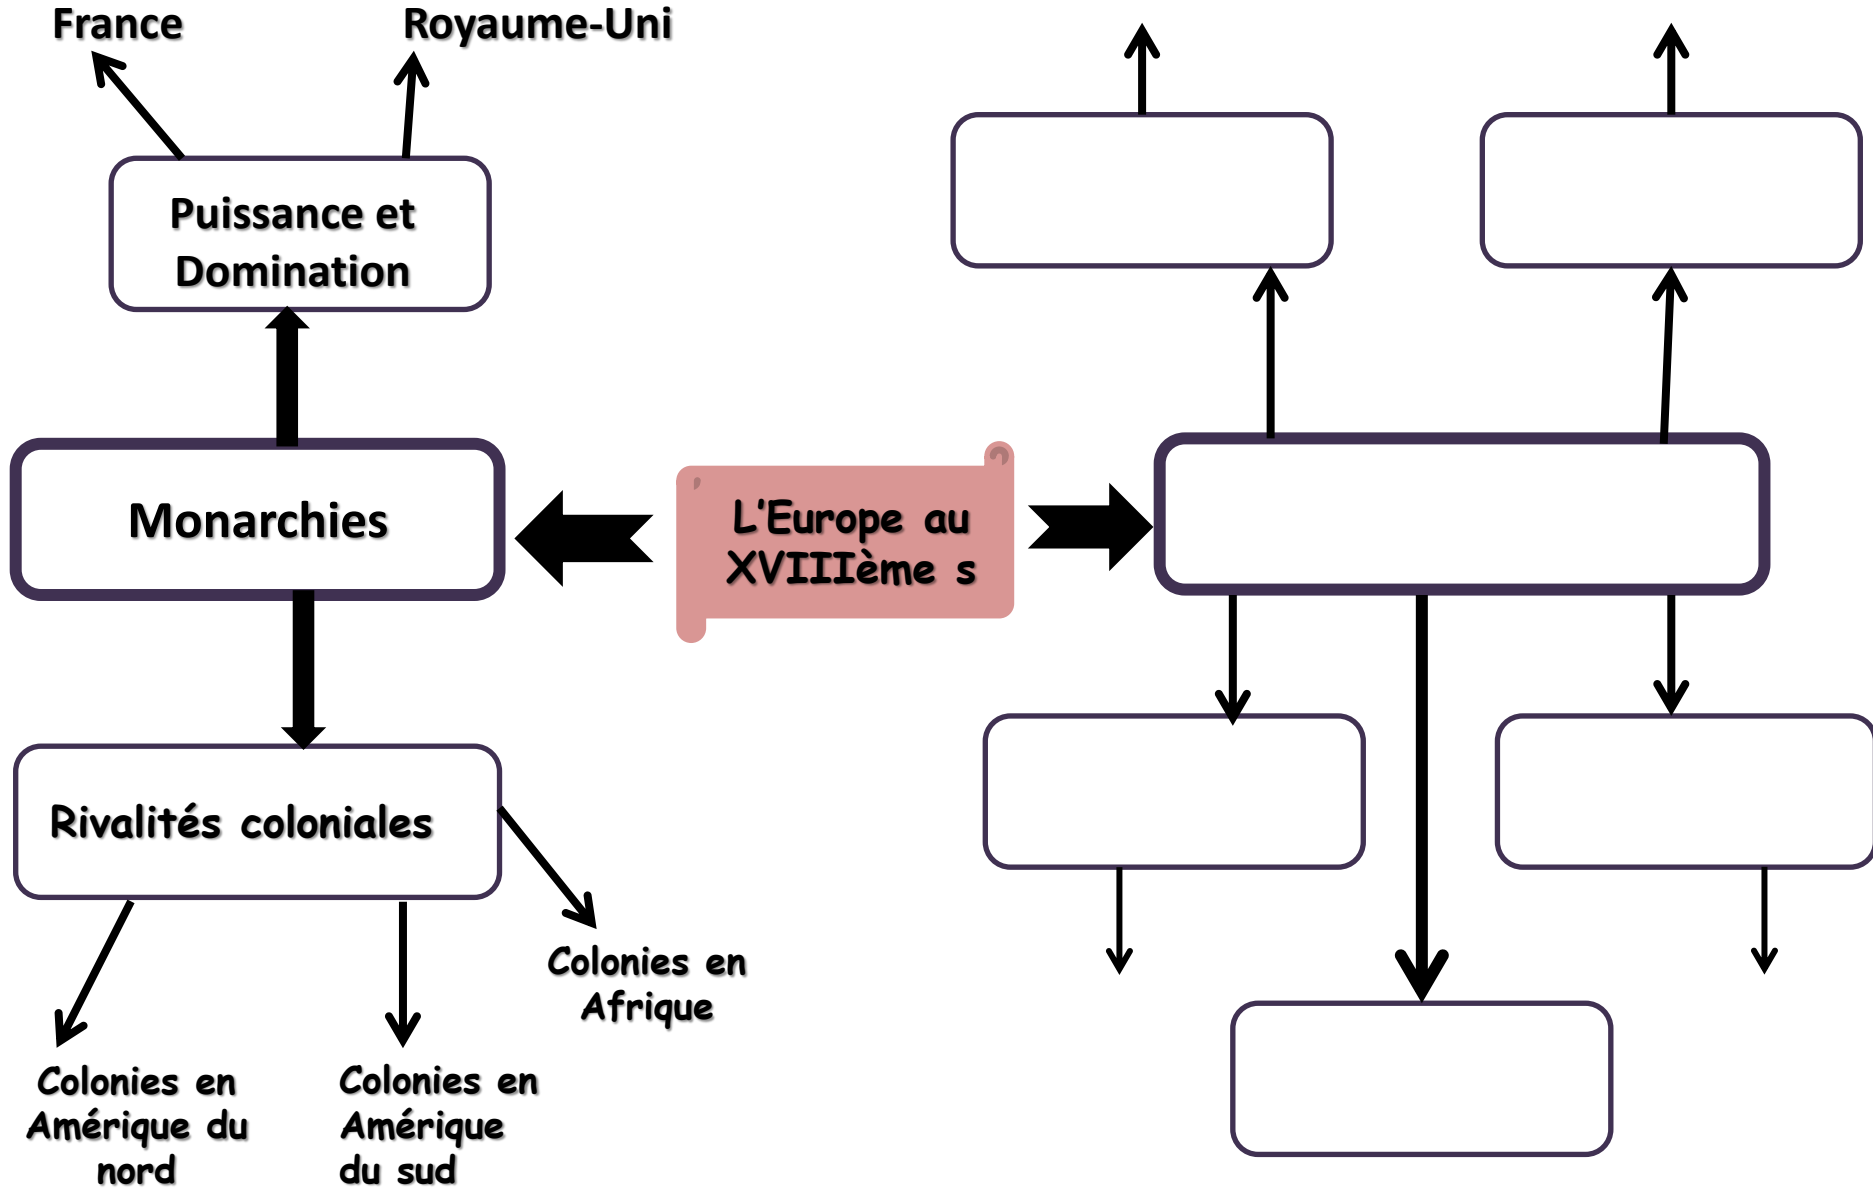 France
Royaume-Uni
Puissance et
Domination
Monarchies
L'Europe au
XVIIIème s
Rivalités coloniales
Colonies en
Afrique
Colonies en
Amérique du
nord
Colonies en
Amérique
du sud